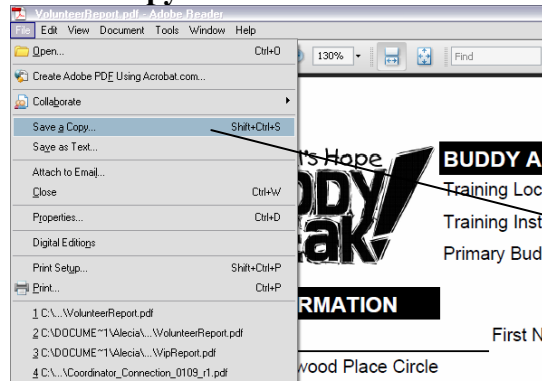 VolunteerReport.pdf - Adobe Reader
File Edit View Document Tools Window Help
Open... Ctrl+O
130% Find
Create Adobe PDF Using Acrobat.com...
Collaborate
Save a Copy... Shift+Ctrl+S
Save as Text...
Attach to Email...
Close Ctrl+W
Properties... Ctrl+D
Digital Editions
Print Setup... Shift+Ctrl+P
Print... Ctrl+P
1 C:\...\VolunteerReport.pdf
2 C:\DOCUME~1\Alecia\...\VolunteerReport.pdf
3 C:\DOCUME~1\Alecia\...\VipReport.pdf
4 C:\...\Coordinator_Connection_0109_r1.pdf
's Hope
DDY
eak
BUDDY A
Training Loc
Training Inst
Primary Bud
RMATION
First N
wood Place Circle